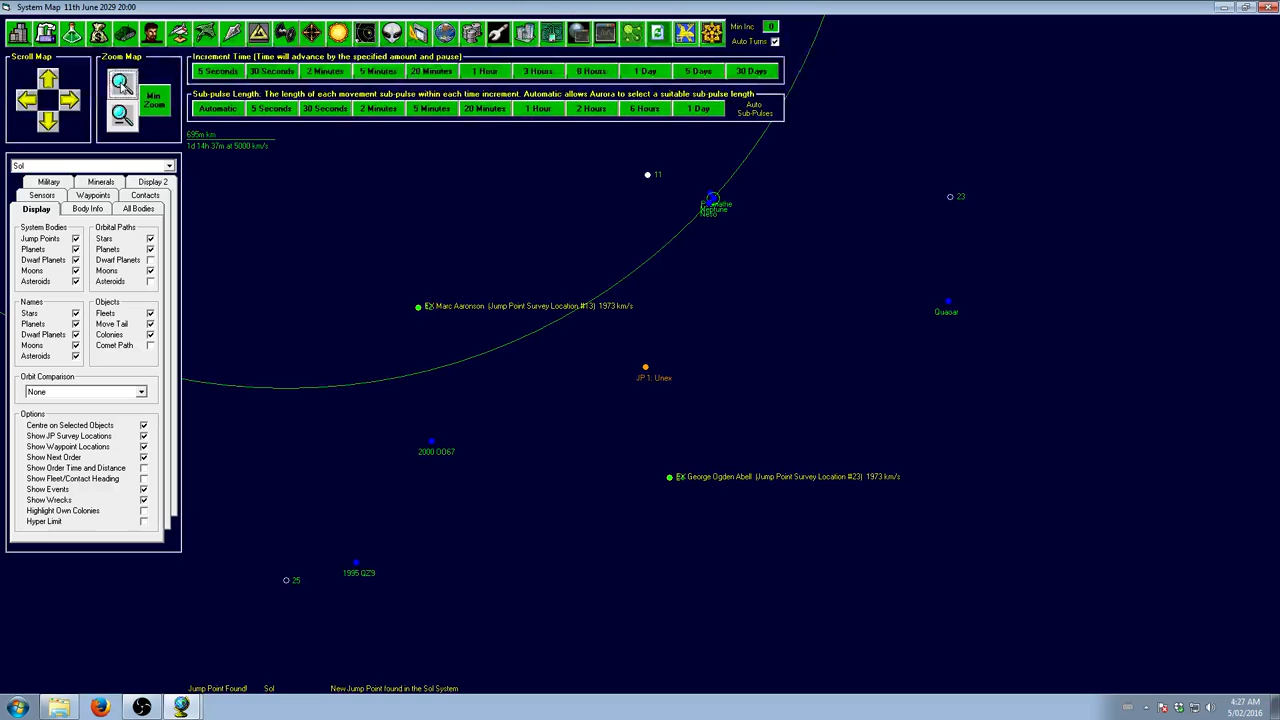 System Map 11th June 2029 20:00
Scroll Map
Zoom Map
Min Zoom
Increment Time (Time will advance by the specified amount and pause)
5 Seconds 30 Seconds 2 Minutes 5 Minutes 20 Minutes 1 Hour 3 Hours 8 Hours 1 Day 5 Days 30 Days
Sub-pulse Length. The length of each movement sub-pulse within each time increment. Automatic allows Aurora to select a suitable sub-pulse length
Automatic 5 Seconds 30 Seconds 2 Minutes 5 Minutes 20 Minutes 1 Hour 2 Hours 6 Hours 1 Day
Auto Sub-Pulses
Min Inc 0
Auto Turns
695m km
1d 14h 37m at 5000 km/s
Sol
Military Minerals Display 2
Sensors Waypoints Contacts
Display Body Info All Bodies
System Bodies
Jump Points
Planets
Dwarf Planets
Moons
Asteroids
Orbital Paths
Stars
Planets
Dwarf Planets
Moons
Asteroids
Names
Stars
Planets
Dwarf Planets
Moons
Asteroids
Objects
Fleets
Move Tail
Colonies
Comet Path
Orbit Comparison
None
Options
Centre on Selected Objects
Show JP Survey Locations
Show Waypoint Locations
Show Next Order
Show Order Time and Distance
Show Fleet/Contact Heading
Show Events
Show Wrecks
Highlight Own Colonies
Hyper Limit
11
Neptune
23
EX Marc Aaronson (Jump Point Survey Location #13) 1973 km/s
Quaoar
JP 1: Unex
2000 OO67
EX George Ogden Abell (Jump Point Survey Location #23) 1973 km/s
1995 QZ9
25
Jump Point Found! Sol New Jump Point found in the Sol System
4:27 AM
5/02/2016